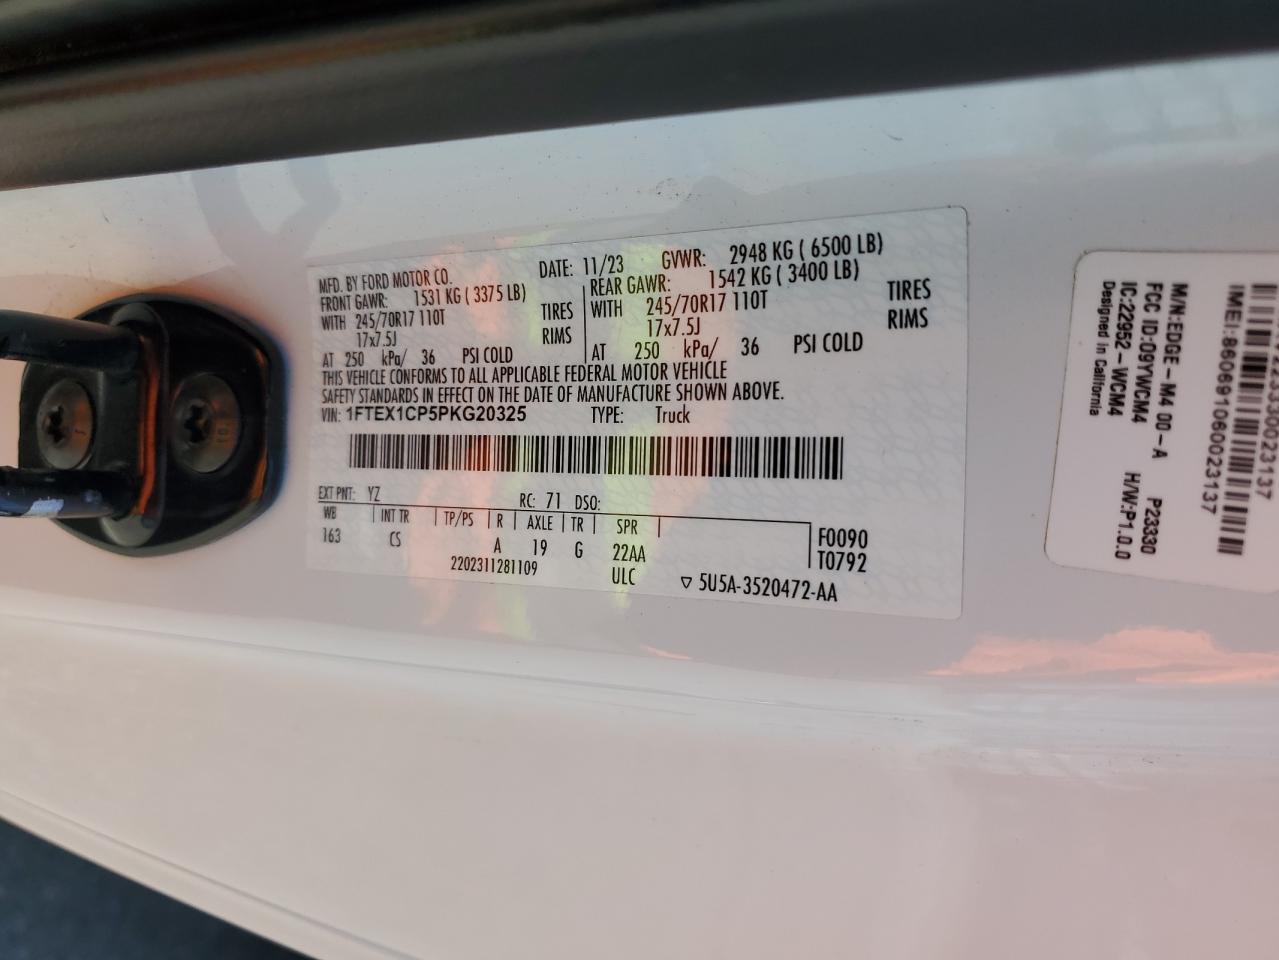 MFD. BY FORD MOTOR CO.
DATE: 11/23 GVWR: 2948 KG ( 6500 LB)
FRONT GAWR: 1531 KG ( 3375 LB)
WITH 245/70R17 110T TIRES
17x7.5J RIMS
AT 250 kPa/ 36 PSI COLD
REAR GAWR: 1542 KG ( 3400 LB)
WITH 245/70R17 110T TIRES
17x7.5J RIMS
AT 250 kPa/ 36 PSI COLD
THIS VEHICLE CONFORMS TO ALL APPLICABLE FEDERAL MOTOR VEHICLE
SAFETY STANDARDS IN EFFECT ON THE DATE OF MANUFACTURE SHOWN ABOVE.
VIN: 1FTEX1CP5PKG20325 TYPE: Truck
EXT PNT: YZ RC: 71 DSO:
WB INT TR TP/PS R AXLE TR SPR
163 CS A 19 G 22AA
F0090
T0792
2202311281109 ULC
5U5A-3520472-AA
M/N:EDGE-M4 00-A P23330
FCC ID:O9YWCM4 H/W:P1.0.0
IC:22952-WCM4
Designed in California
IMEI:860691060023137